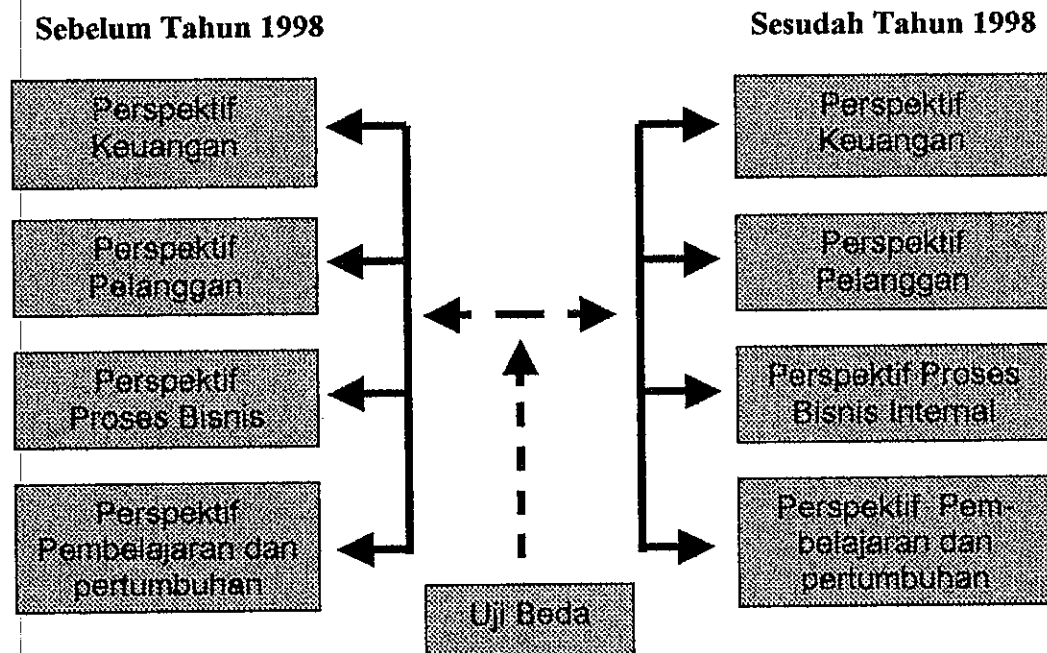 Sebelum Tahun 1998
Sesudah Tahun 1998
Perspektif
Keuangan
Perspektif
Pelanggan
Perspektif
Proses Bisnis
Perspektif
Pembelajaran dan
pertumbuhan
Perspektif
Keuangan
Perspektif
Pelanggan
Perspektif Proses
Bisnis Internal
Perspektif Pem-
belajaran dan
pertumbuhan
Uji Beda